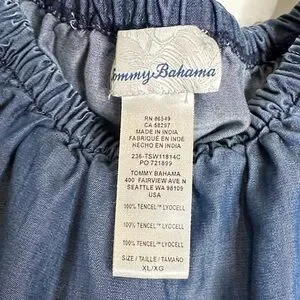 Tommy Bahama
RN 86549
CA 58297
MADE IN INDIA
FABRIQUÉ EN INDE
HECHO EN INDIA
236-TSW11814C
PO 721899
TOMMY BAHAMA
400 FAIRVIEW AVE N
SEATTLE WA 98109
USA
100% TENCEL™ LYOCELL
100% TENCEL™ LYOCELL
100% TENCEL™ LYOCELL
SIZE / TAILLE / TAMAÑO
XL/XG